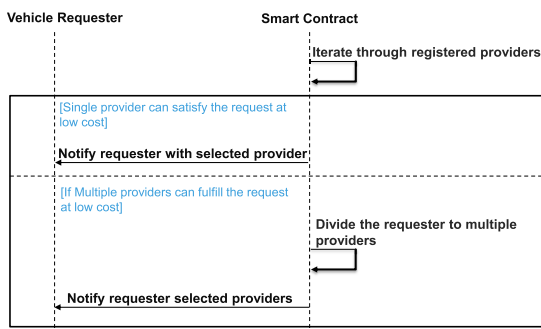 Vehicle Requester
Smart Contract
Iterate through registered providers
[Single provider can satisfy the request at
low cost]
Notify requester with selected provider
[If Multiple providers can fulfill the request
at low cost]
Divide the requester to multiple
providers
Notify requester selected providers